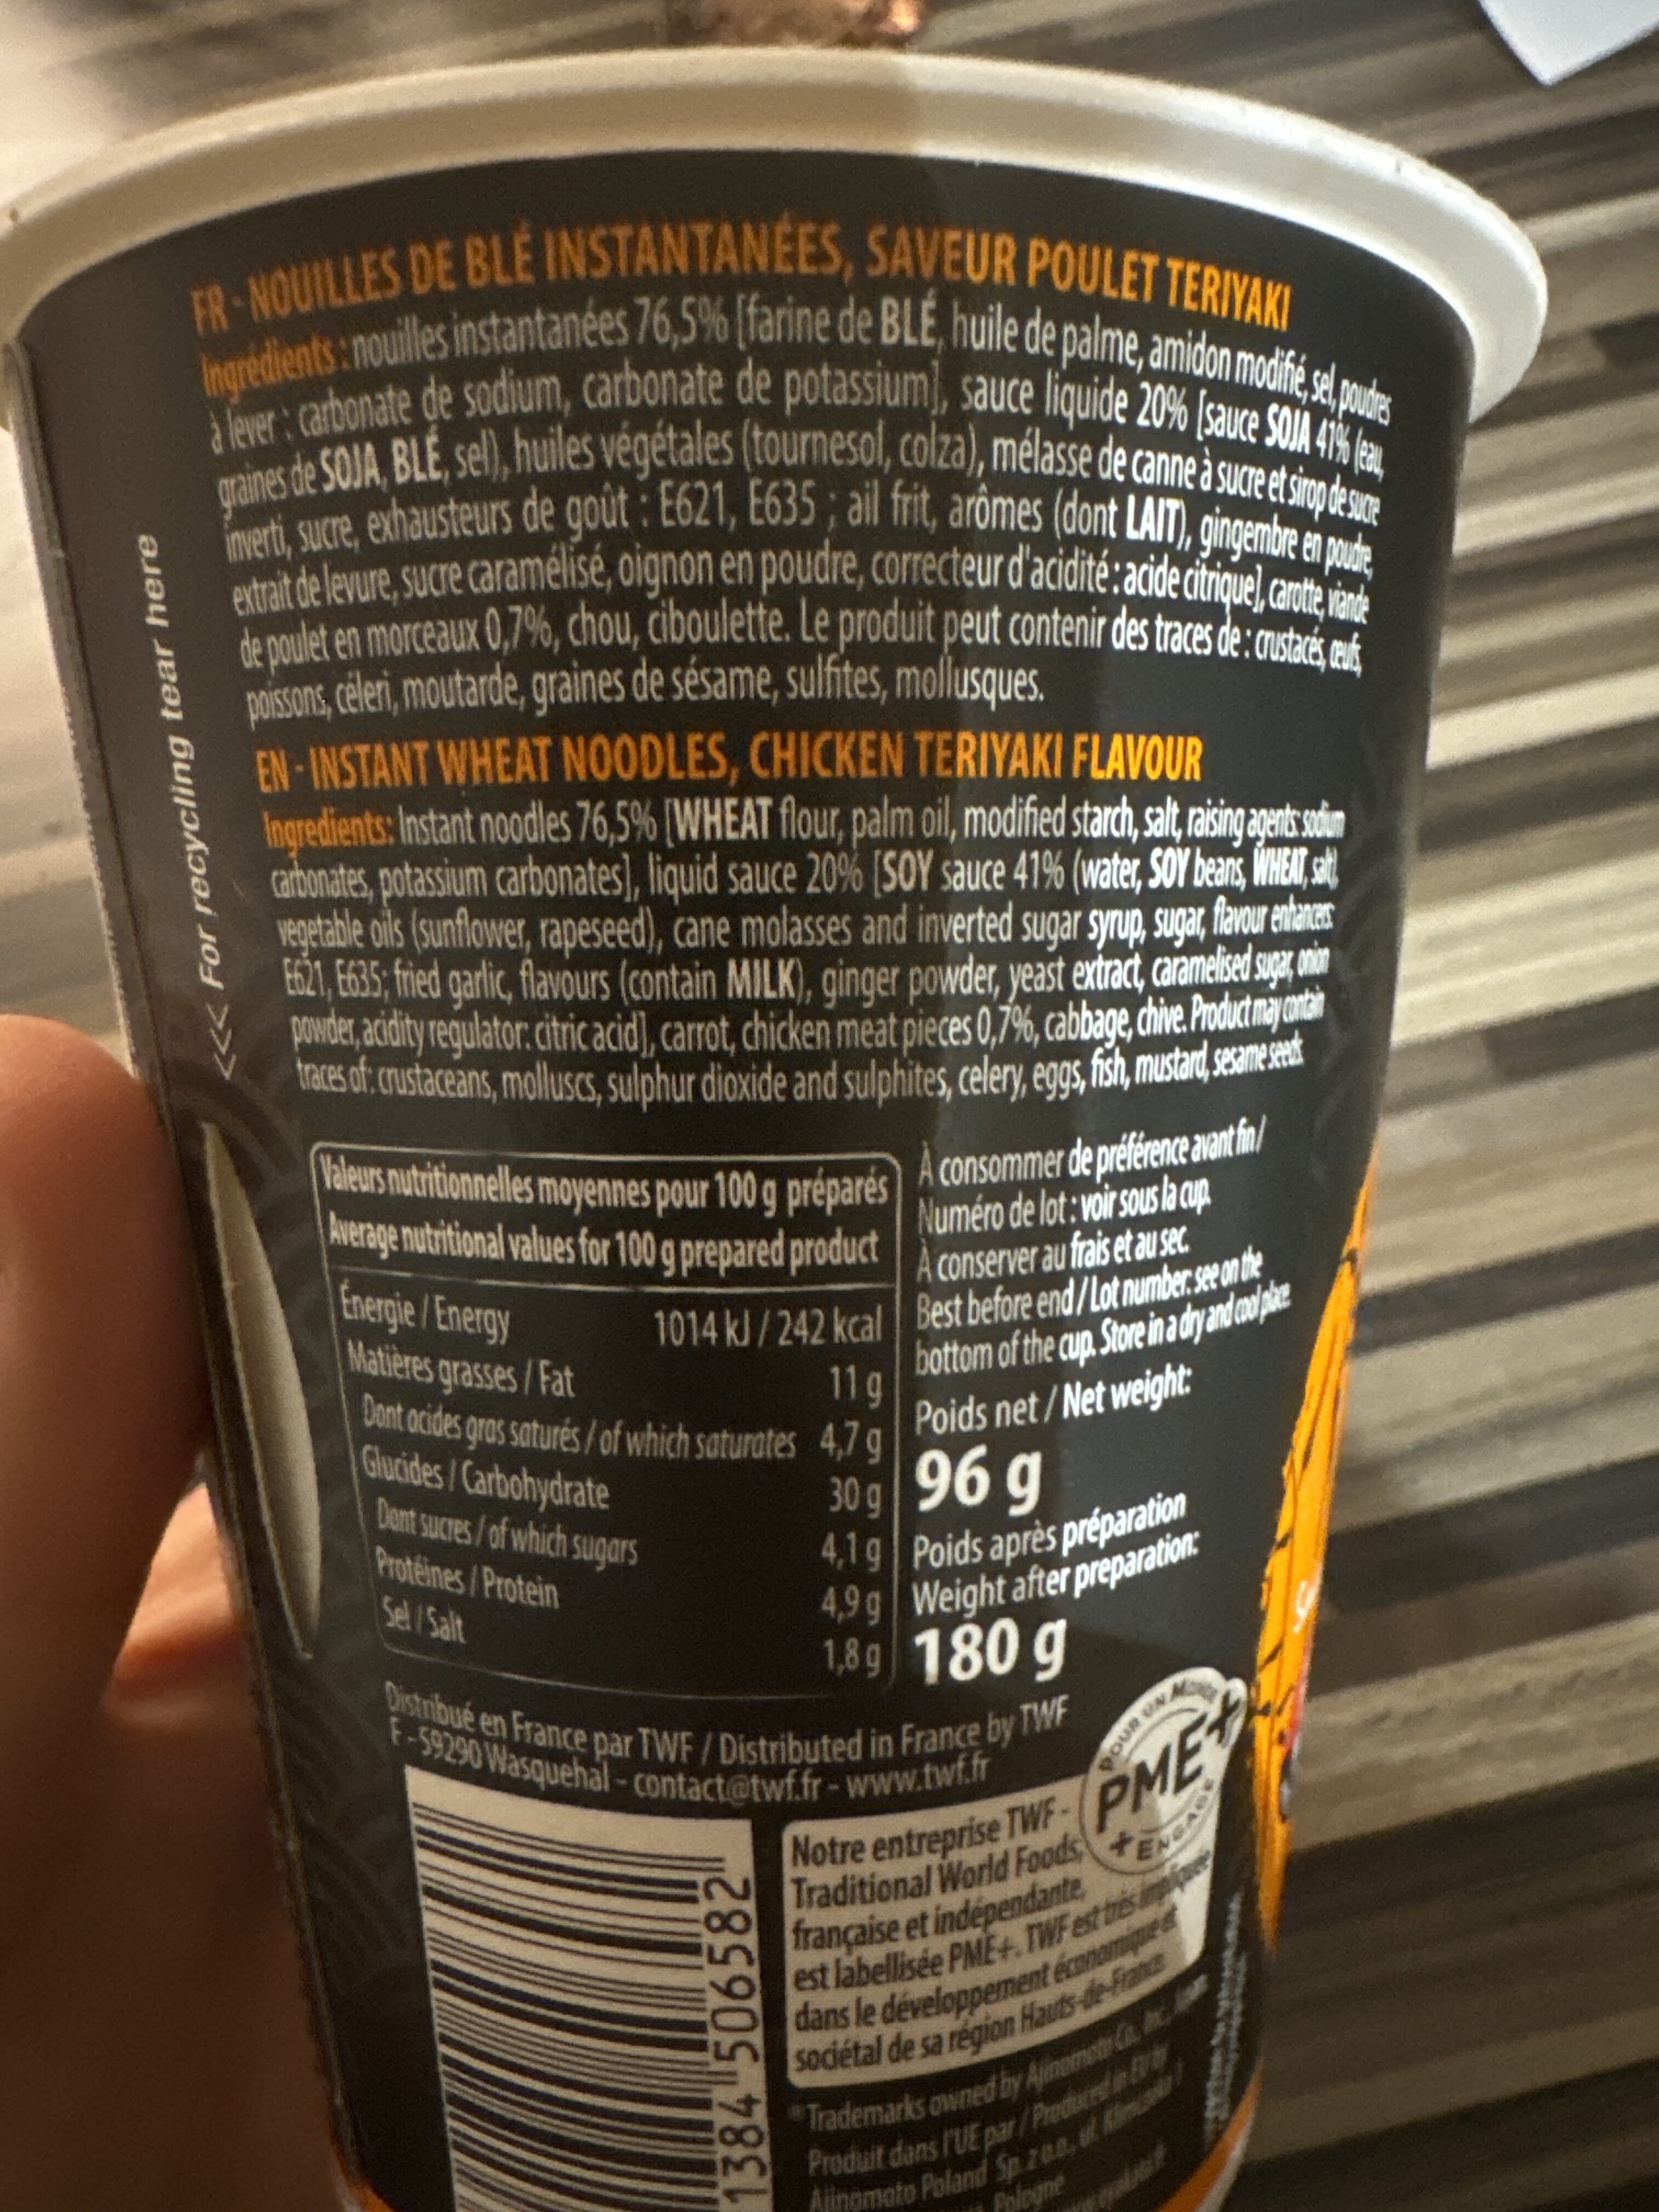 FR - NOUILLES DE BLÉ INSTANTANÉES, SAVEUR POULET TERIYAKI
Ingrédients : nouilles instantanées 76,5% [farine de BLÉ, huile de palme, amidon modifié, sel, poudres
à lever : carbonate de sodium, carbonate de potassium], sauce liquide 20% [sauce SOJA 41% (eau,
graines de SOJA, BLÉ, sel), huiles végétales (tournesol, colza), mélasse de canne à sucre et sirop de sucre
inverti, sucre, exhausteurs de goût : E621, E635 ; ail frit, arômes (dont LAIT), gingembre en poudre,
extrait de levure, sucre caramélisé, oignon en poudre, correcteur d'acidité : acide citrique], carotte, viande
de poulet en morceaux 0,7%, chou, ciboulette. Le produit peut contenir des traces de : crustacés, œufs,
poissons, céleri, moutarde, graines de sésame, sulfites, mollusques.
EN - INSTANT WHEAT NOODLES, CHICKEN TERIYAKI FLAVOUR
Ingredients: Instant noodles 76,5% [WHEAT flour, palm oil, modified starch, salt, raising agents: sodium
carbonates, potassium carbonates], liquid sauce 20% [SOY sauce 41% (water, SOY beans, WHEAT, salt),
vegetable oils (sunflower, rapeseed), cane molasses and inverted sugar syrup, sugar, flavour enhancers:
E621, E635; fried garlic, flavours (contain MILK), ginger powder, yeast extract, caramelised sugar, onion
powder, acidity regulator: citric acid], carrot, chicken meat pieces 0,7%, cabbage, chive. Product may contain
traces of: crustaceans, molluscs, sulphur dioxide and sulphites, celery, eggs, fish, mustard, sesame seeds.
<<< For recycling tear here
Valeurs nutritionnelles moyennes pour 100 g préparés
Average nutritional values for 100 g prepared product
Énergie / Energy 1014 kJ / 242 kcal
Matières grasses / Fat 11 g
Dont acides gras saturés / of which saturates 4,7 g
Glucides / Carbohydrate 30 g
Dont sucres / of which sugars 4,1 g
Protéines / Protein 4,9 g
Sel / Salt 1,8 g
À consommer de préférence avant fin /
Numéro de lot : voir sous la cup.
À conserver au frais et au sec.
Best before end / Lot number: see on the
bottom of the cup. Store in a dry and cool place.
Poids net / Net weight:
96 g
Poids après préparation
Weight after preparation:
180 g
Distribué en France par TWF / Distributed in France by TWF
F - 59290 Wasquehal - contact@twf.fr - www.twf.fr
POUR UN MONDE
PME+
+ ENGAGÉ
Notre entreprise TWF -
Traditional World Foods,
française et indépendante,
est labellisée PME+. TWF est très impliquée
dans le développement économique et
sociétal de sa région Hauts-de-France.
1384 506582
*Trademarks owned by Ajinomoto Co., Inc.
Produit dans l'UE par / Produced in EU by
Ajinomoto Poland Sp. z o.o., ul.
Pologne